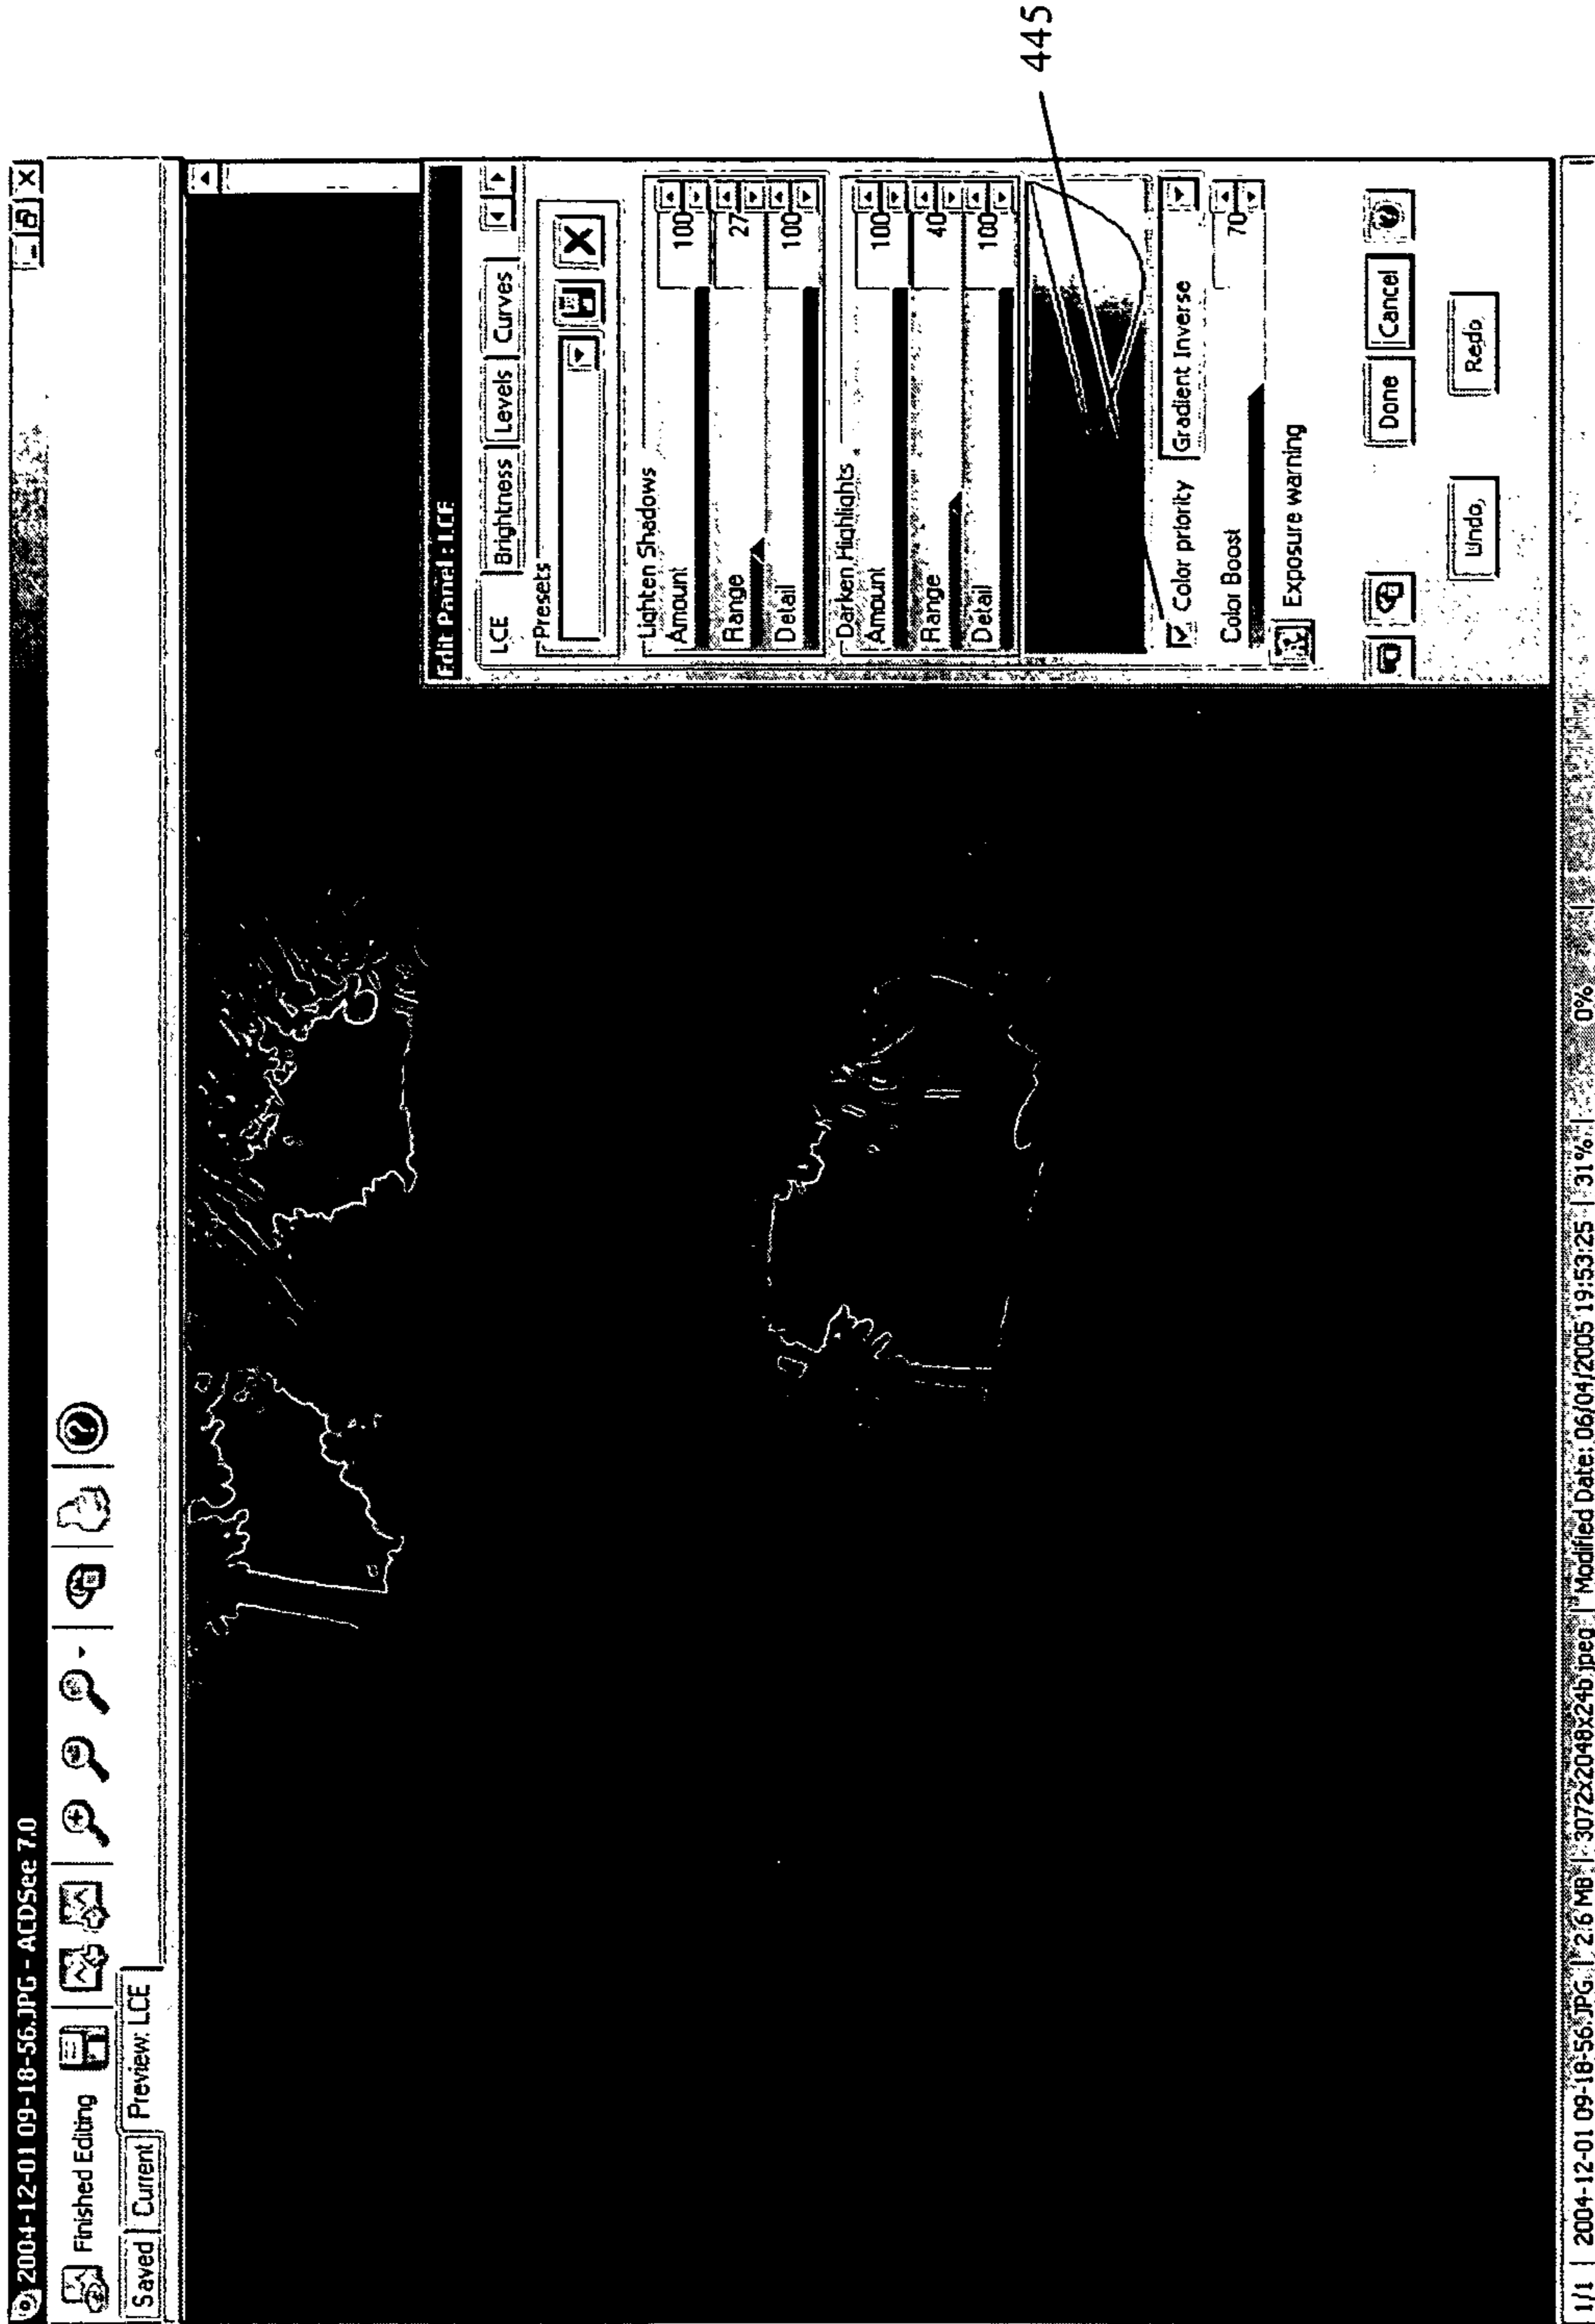 2004-12-01 09-18-56.JPG - ACDSee 7.0
Finished Editing
Saved Current Preview: LCE
Edit Panel: LCE
LCE Brightness Levels Curves
Presets
Lighten Shadows
Amount 100
Range 27
Detail 100
Darken Highlights
Amount 100
Range 40
Detail 100
445
Color priority Gradient Inverse
Color Boost 70
Exposure warning
Done Cancel
Undo Redo
1/1 2004-12-01 09-18-56.JPG 2.6 MB 3072x2048x24b jpeg Modified Date: 06/04/2005 19:53:25 31% 0%